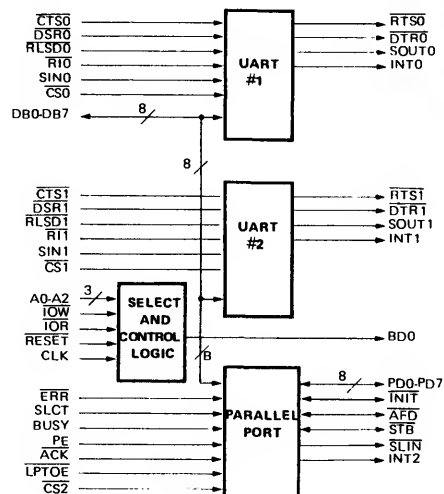 CTS0
DSR0
RLSD0
RI0
SIN0
CS0
DB0-DB7
8
UART
#1
RTS0
DTR0
SOUT0
INT0
8
CTS1
DSR1
RLSD1
RI1
SIN1
CS1
UART
#2
RTS1
DTR1
SOUT1
INT1
A0-A2
3
IOW
IOR
RESET
CLK
SELECT
AND
CONTROL
LOGIC
BD0
8
ERR
SLCT
BUSY
PE
ACK
LPTOE
CS2
PARALLEL
PORT
8
PD0-PD7
INIT
AFD
STB
SLIN
INT2